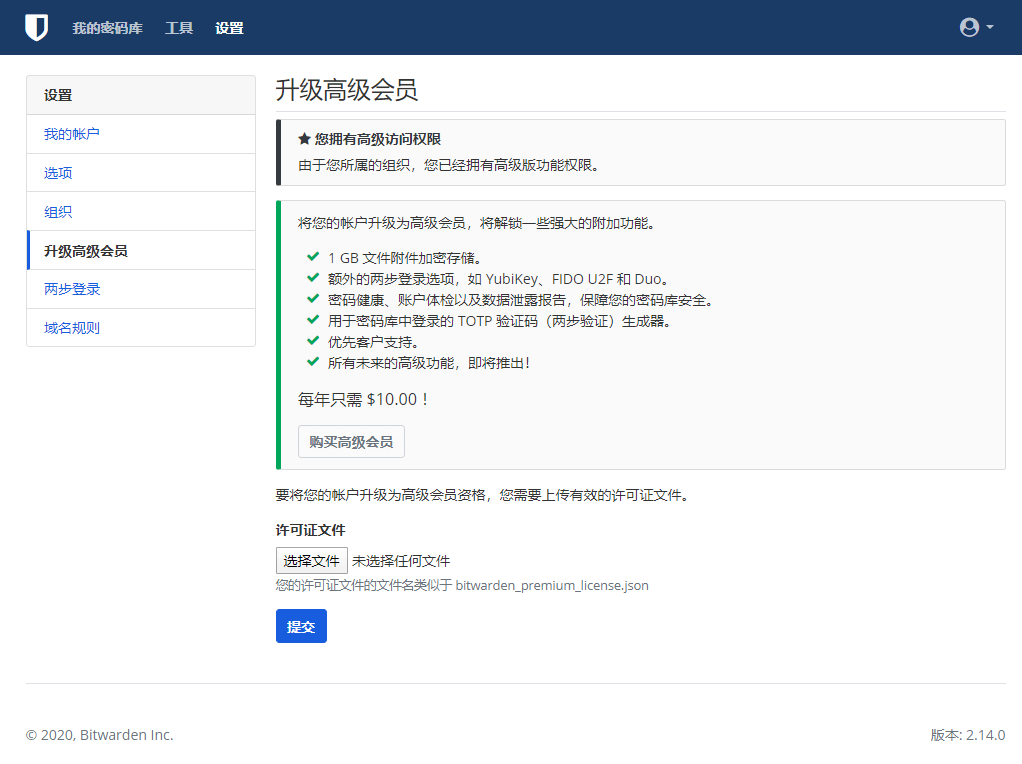 我的密码库 工具 设置
设置
我的帐户
选项
组织
升级高级会员
两步登录
域名规则
升级高级会员
您拥有高级访问权限
由于您所属的组织，您已经拥有高级版功能权限。
将您的帐户升级为高级会员，将解锁一些强大的附加功能。
1 GB 文件附件加密存储。
额外的两步登录选项，如 YubiKey、FIDO U2F 和 Duo。
密码健康、账户体检以及数据泄露报告，保障您的密码库安全。
用于密码库中登录的 TOTP 验证码（两步验证）生成器。
优先客户支持。
所有未来的高级功能，即将推出！
每年只需 $10.00！
购买高级会员
要将您的帐户升级为高级会员资格，您需要上传有效的许可证文件。
许可证文件
选择文件 未选择任何文件
您的许可证文件的文件名类似于 bitwarden_premium_license.json
提交
© 2020, Bitwarden Inc.
版本: 2.14.0